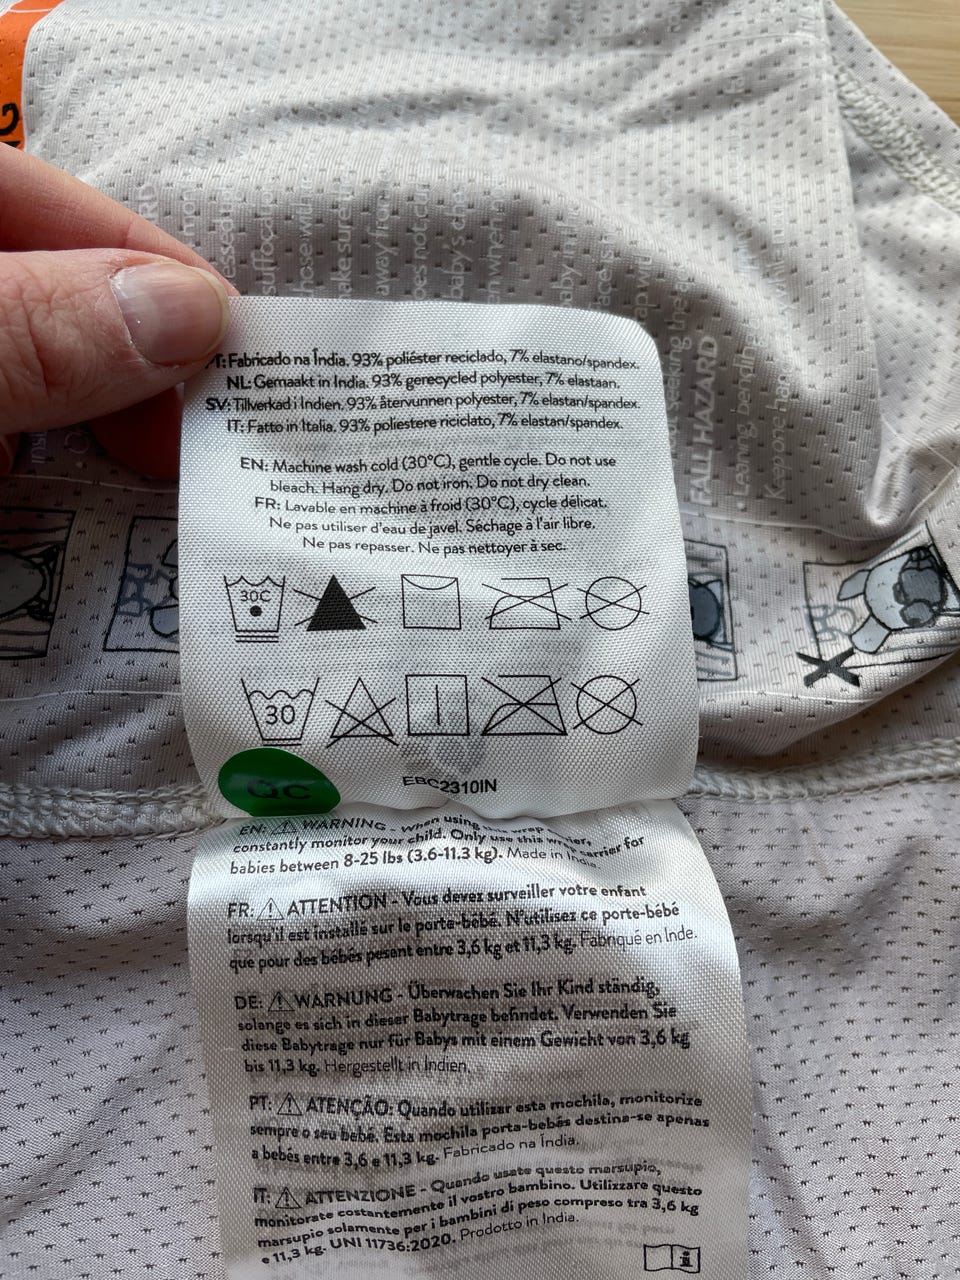 FALL HAZARD
Leaning, bending
Keep one hand
T: Fabricado na Índia. 93% poliéster reciclado, 7% elastano/spandex.
NL: Gemaakt in India. 93% gerecycled polyester, 7% elastaan.
SV: Tillverkad i Indien. 93% återvunnen polyester, 7% elastan/spandex.
IT: Fatto in Italia. 93% poliestere riciclato, 7% elastan/spandex.
EN: Machine wash cold (30°C), gentle cycle. Do not use
bleach. Hang dry. Do not iron. Do not dry clean.
FR: Lavable en machine à froid (30°C), cycle délicat.
Ne pas utiliser d'eau de javel. Séchage à l'air libre.
Ne pas repasser. Ne pas nettoyer à sec.
30C
30
QC
EBC2310IN
EN: ⚠ WARNING - When using this wrap carrier,
constantly monitor your child. Only use this wrap carrier for
babies between 8-25 lbs (3.6-11.3 kg). Made in India
FR: ⚠ ATTENTION - Vous devez surveiller votre enfant
lorsqu'il est installé sur le porte-bébé. N'utilisez ce porte-bébé
que pour des bébés pesant entre 3,6 kg et 11,3 kg. Fabriqué en Inde.
DE: ⚠ WARNUNG - Überwachen Sie Ihr Kind ständig,
solange es sich in dieser Babytrage befindet. Verwenden Sie
diese Babytrage nur für Babys mit einem Gewicht von 3,6 kg
bis 11,3 kg. Hergestellt in Indien.
PT: ⚠ ATENÇÃO: Quando utilizar esta mochila, monitorize
sempre o seu bebé. Esta mochila porta-bebés destina-se apenas
a bebés entre 3,6 e 11,3 kg. Fabricado na Índia.
IT: ⚠ ATTENZIONE - Quando usate questo marsupio,
monitorate costantemente il vostro bambino. Utilizzare questo
marsupio solamente per i bambini di peso compreso tra 3,6 kg
e 11,3 kg. UNI 11736:2020. Prodotto in India.